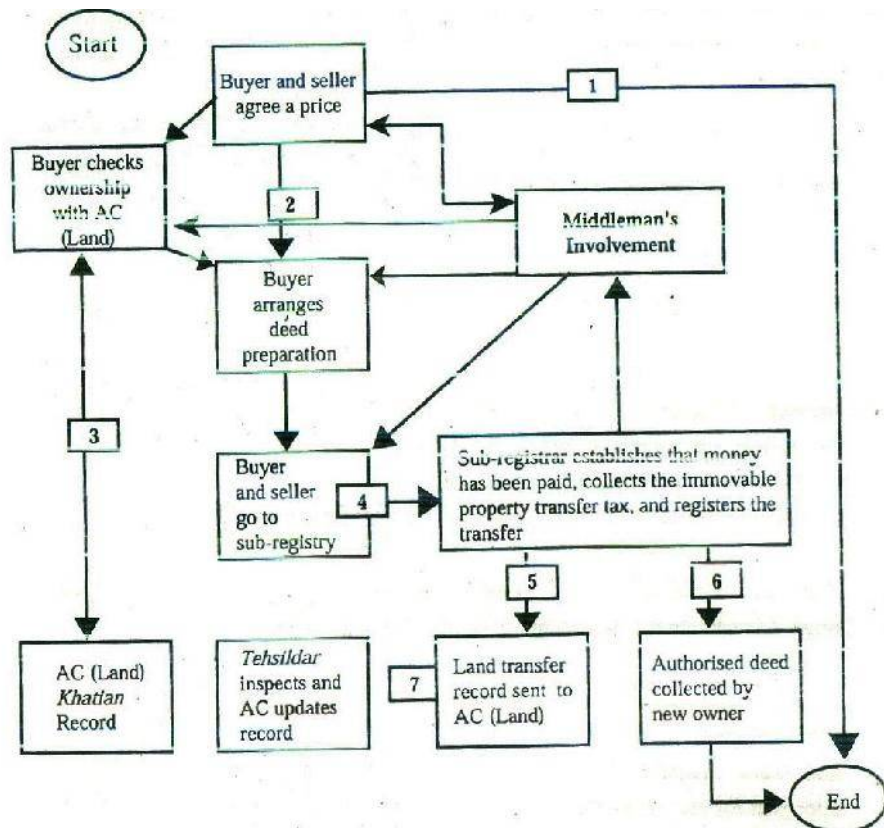 Start
Buyer and seller
agree a price
1
Buyer checks
ownership
with AC
(Land)
2
Middleman's
Involvement
Buyer
arranges
deed
preparation
3
Buyer
and seller
go to
sub-registry
4
Sub-registrar establishes that money
has been paid, collects the immovable
property transfer tax, and registers the
transfer
5
6
AC (Land)
Khatian
Record
Tehsildar
inspects and
AC updates
record
7
Land transfer
record sent to
AC (Land)
Authorised deed
collected by
new owner
End